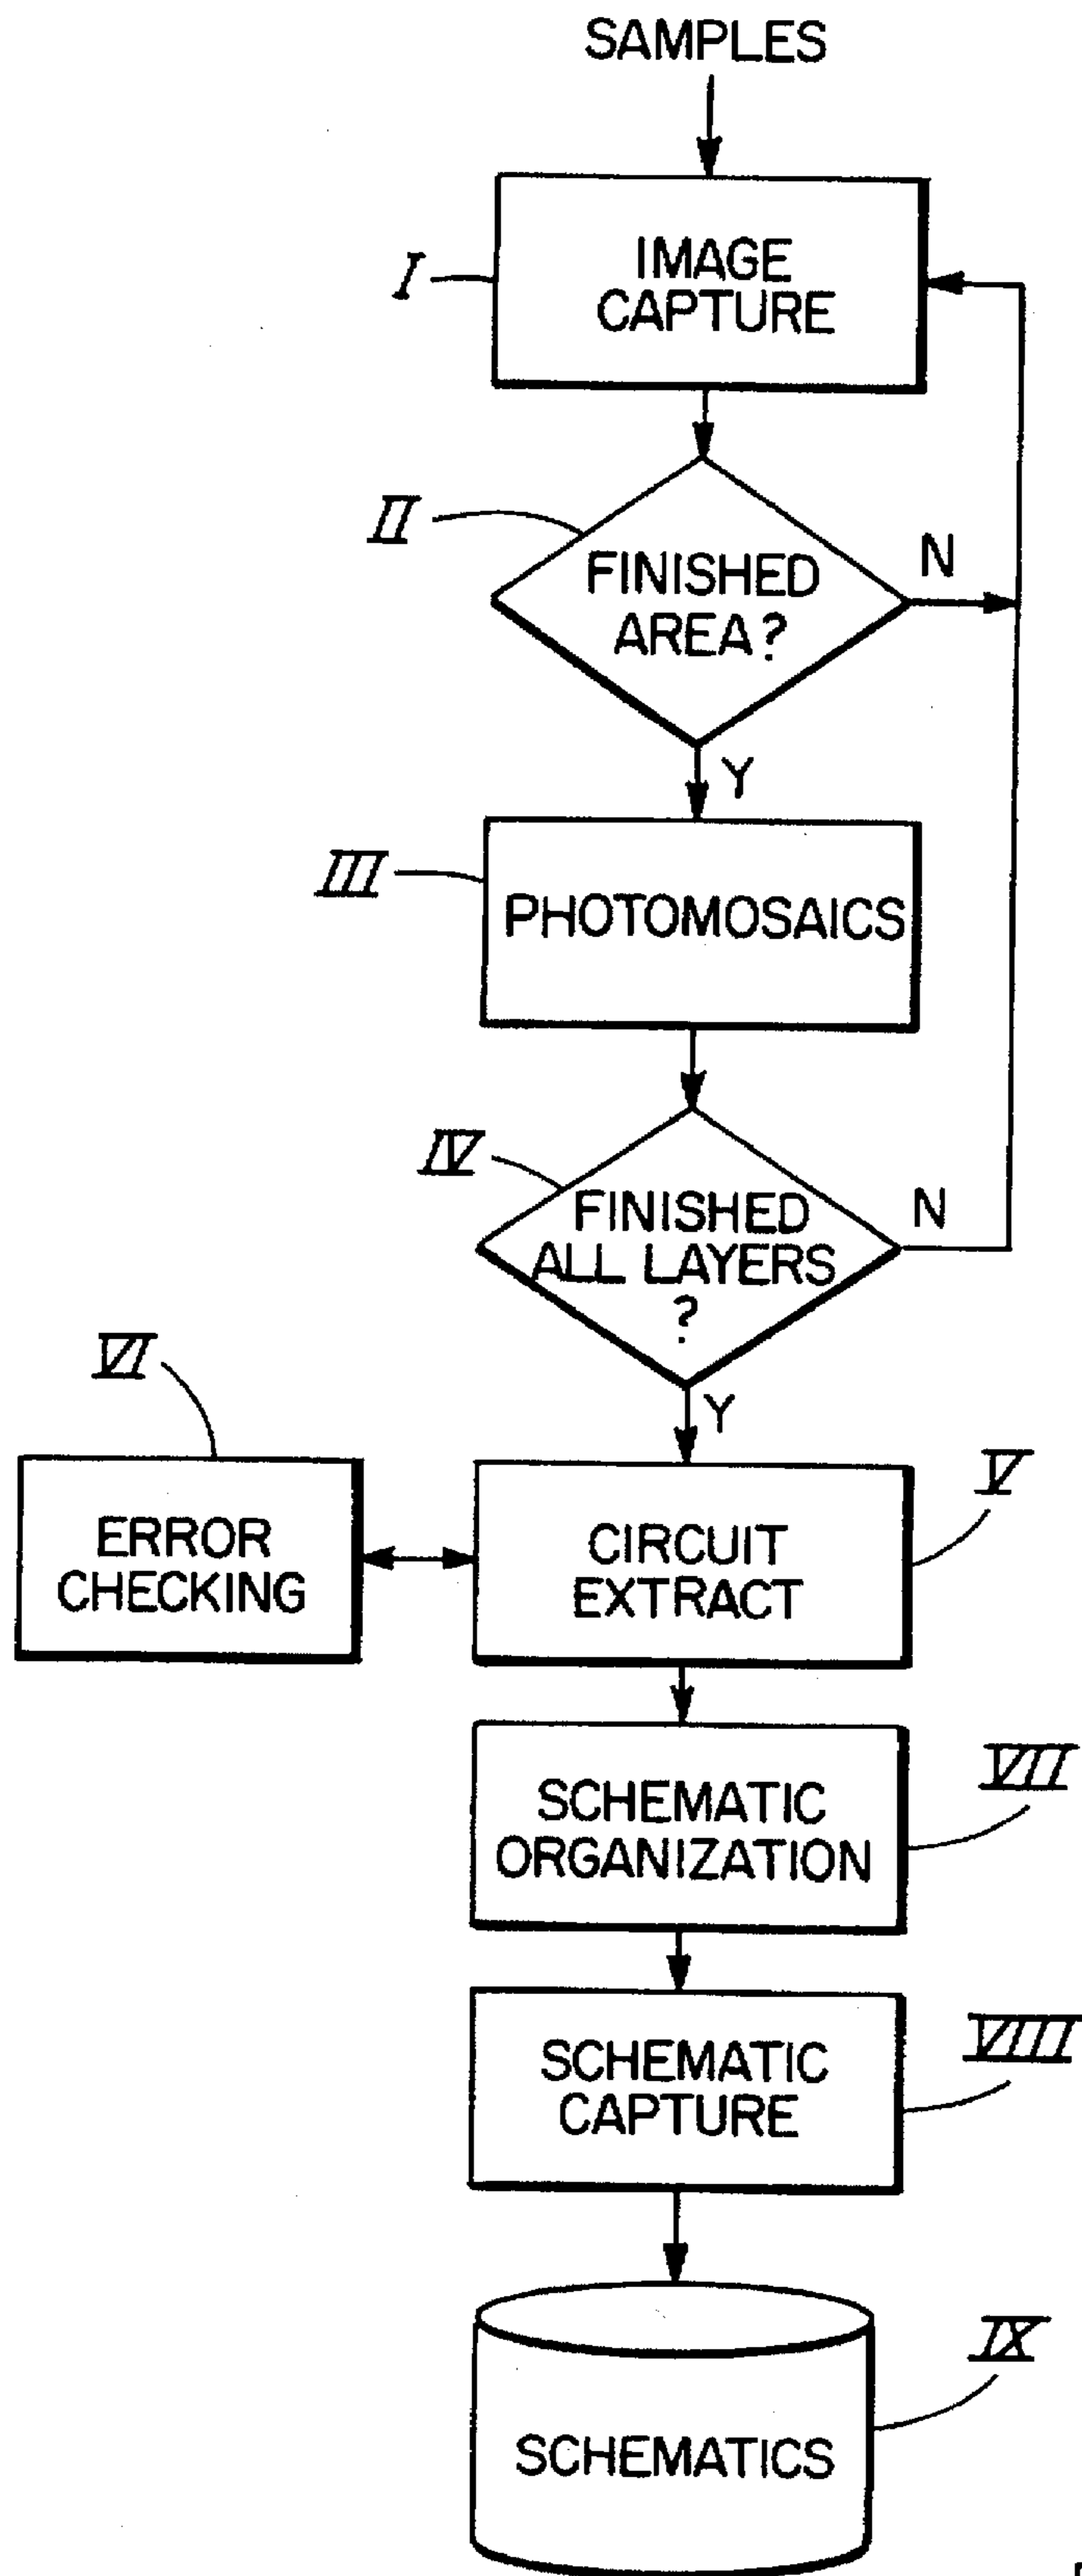 SAMPLES
IMAGE
CAPTURE
I
II
FINISHED
AREA?
N
Y
III
PHOTOMOSAICS
IV
FINISHED
ALL LAYERS
?
N
Y
VI
ERROR
CHECKING
CIRCUIT
EXTRACT
V
SCHEMATIC
ORGANIZATION
VII
SCHEMATIC
CAPTURE
VIII
SCHEMATICS
IX